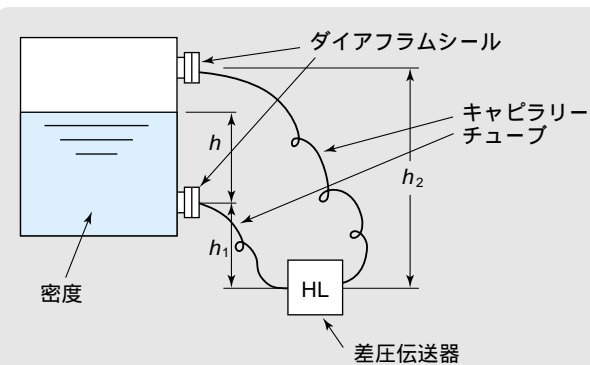 ダイアフラムシール
キャピラリー
チューブ
h
h2
h1
HL
密度
差圧伝送器